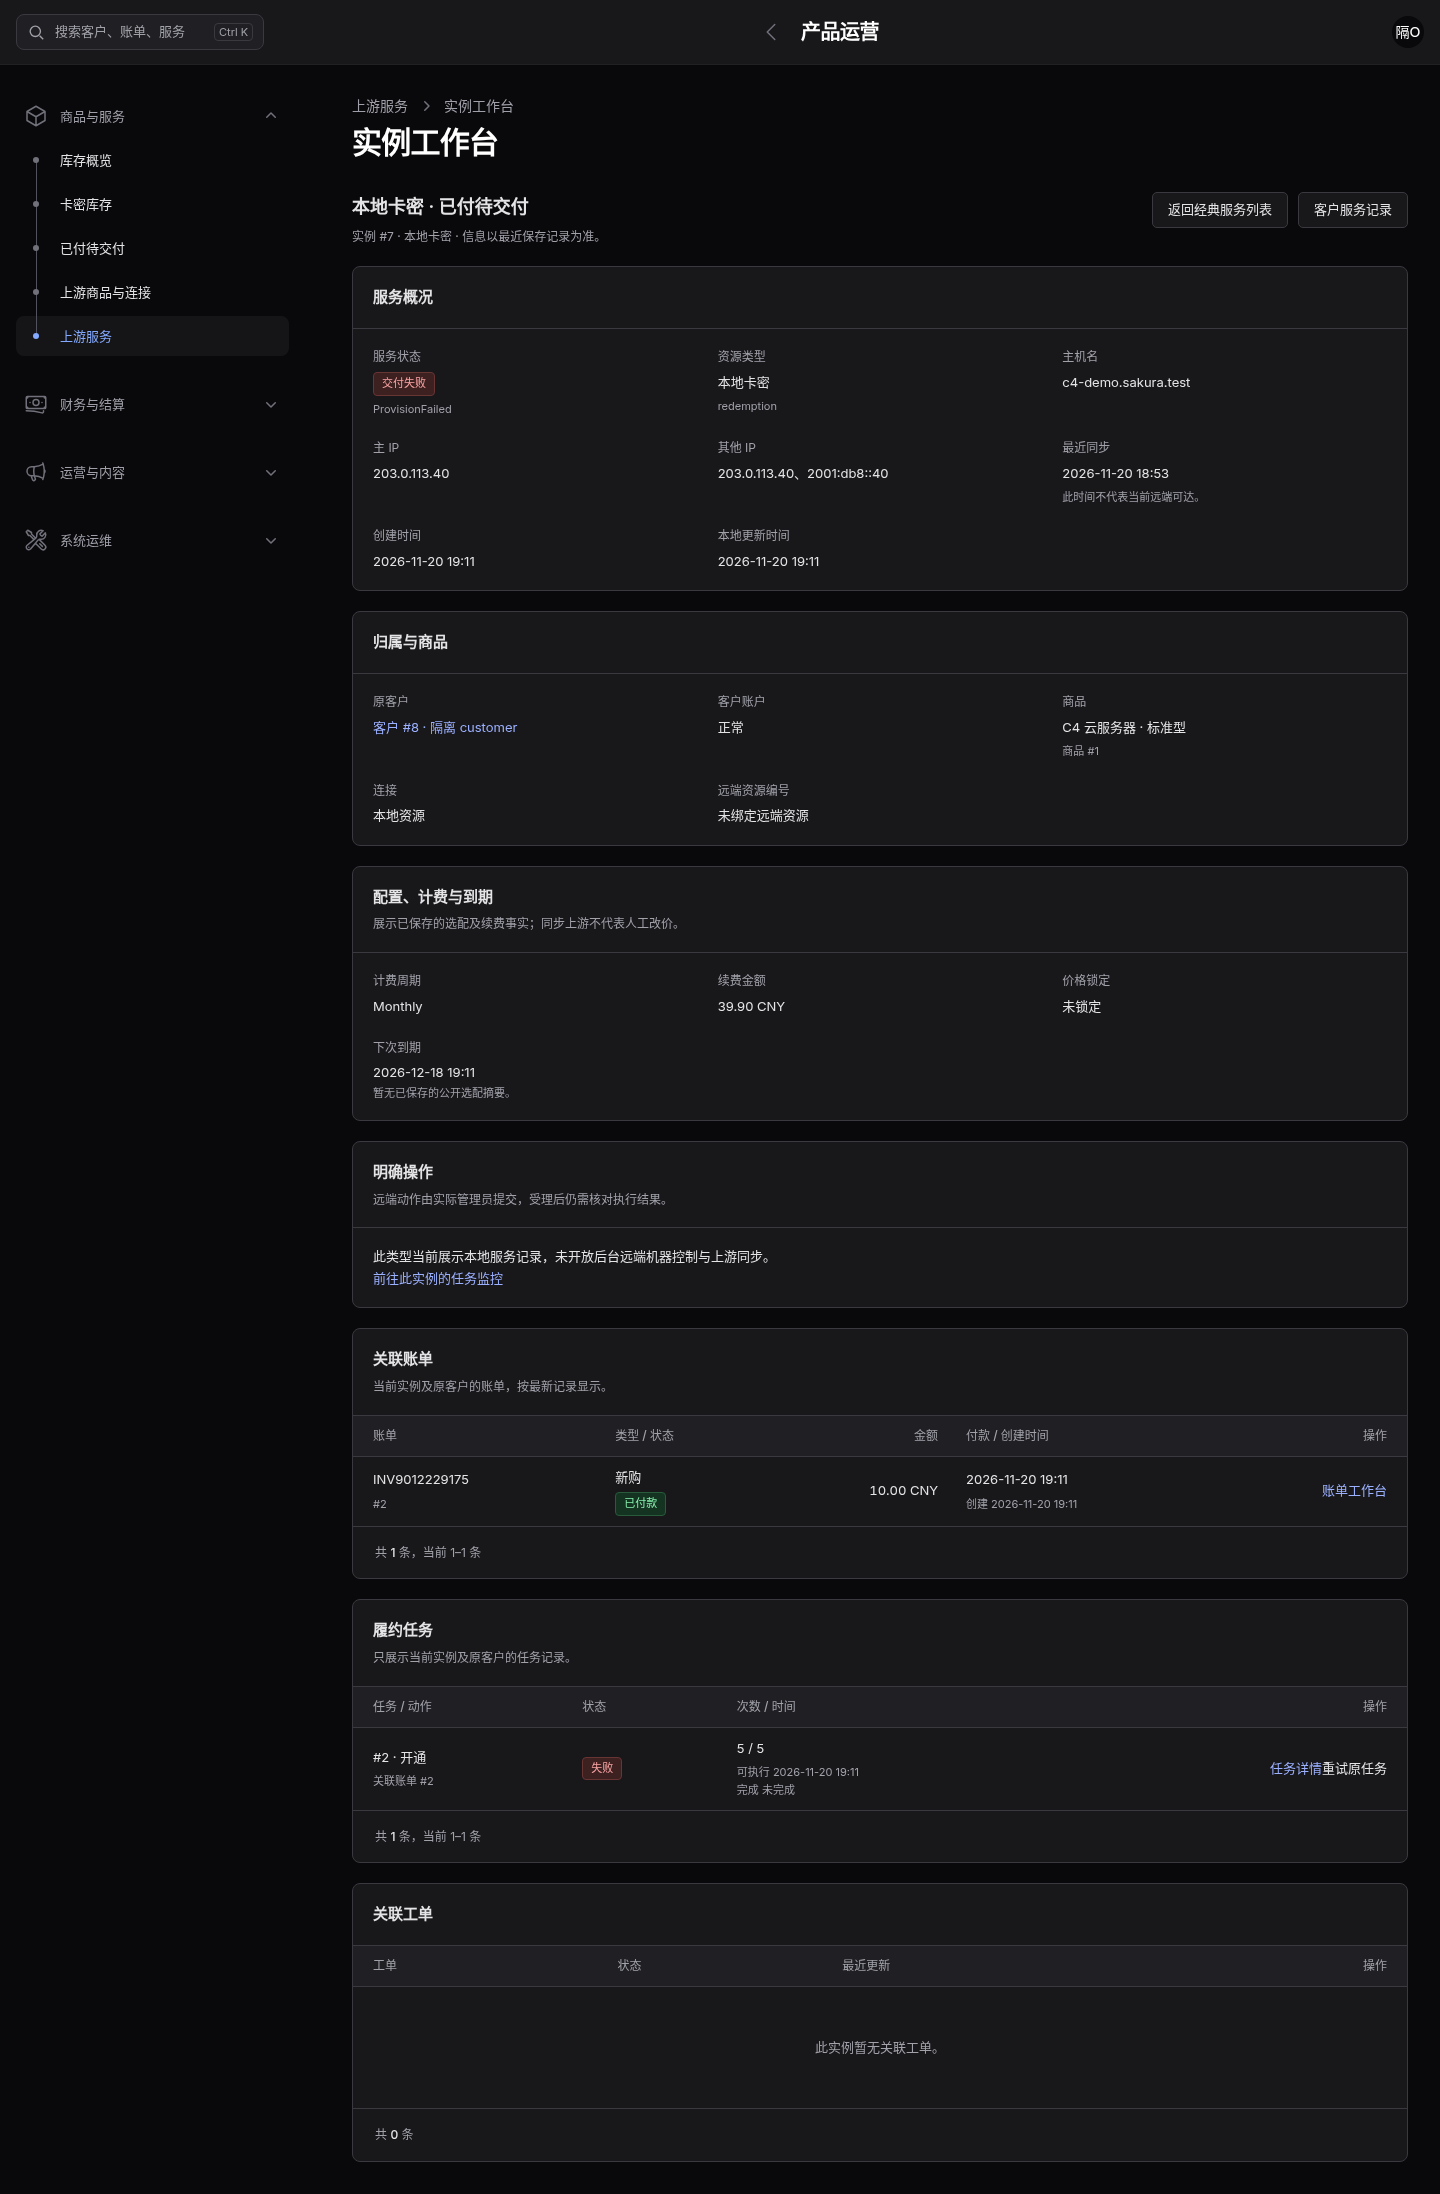 搜索客户、账单、服务 Ctrl K
产品运营
隔O
商品与服务
库存概览
卡密库存
已付待交付
上游商品与连接
上游服务
财务与结算
运营与内容
系统运维
上游服务 实例工作台
实例工作台
本地卡密 · 已付待交付
实例 #7 · 本地卡密 · 信息以最近保存记录为准。
返回经典服务列表 客户服务记录
服务概况
服务状态 资源类型 主机名
交付失败 本地卡密 c4-demo.sakura.test
ProvisionFailed redemption
主 IP 其他 IP 最近同步
203.0.113.40 203.0.113.40、2001:db8::40 2026-11-20 18:53
此时间不代表当前远端可达。
创建时间 本地更新时间
2026-11-20 19:11 2026-11-20 19:11
归属与商品
原客户 客户账户 商品
客户 #8 · 隔离 customer 正常 C4 云服务器 · 标准型
商品 #1
连接 远端资源编号
本地资源 未绑定远端资源
配置、计费与到期
展示已保存的选配及续费事实；同步上游不代表人工改价。
计费周期 续费金额 价格锁定
Monthly 39.90 CNY 未锁定
下次到期
2026-12-18 19:11
暂无已保存的公开选配摘要。
明确操作
远端动作由实际管理员提交，受理后仍需核对执行结果。
此类型当前展示本地服务记录，未开放后台远端机器控制与上游同步。
前往此实例的任务监控
关联账单
当前实例及原客户的账单，按最新记录显示。
账单 类型 / 状态 金额 付款 / 创建时间 操作
INV9012229175 新购 10.00 CNY 2026-11-20 19:11 账单工作台
#2 已付款 创建 2026-11-20 19:11
共 1 条，当前 1–1 条
履约任务
只展示当前实例及原客户的任务记录。
任务 / 动作 状态 次数 / 时间 操作
#2 · 开通 失败 5 / 5 任务详情重试原任务
关联账单 #2 可执行 2026-11-20 19:11
完成 未完成
共 1 条，当前 1–1 条
关联工单
工单 状态 最近更新 操作
此实例暂无关联工单。
共 0 条